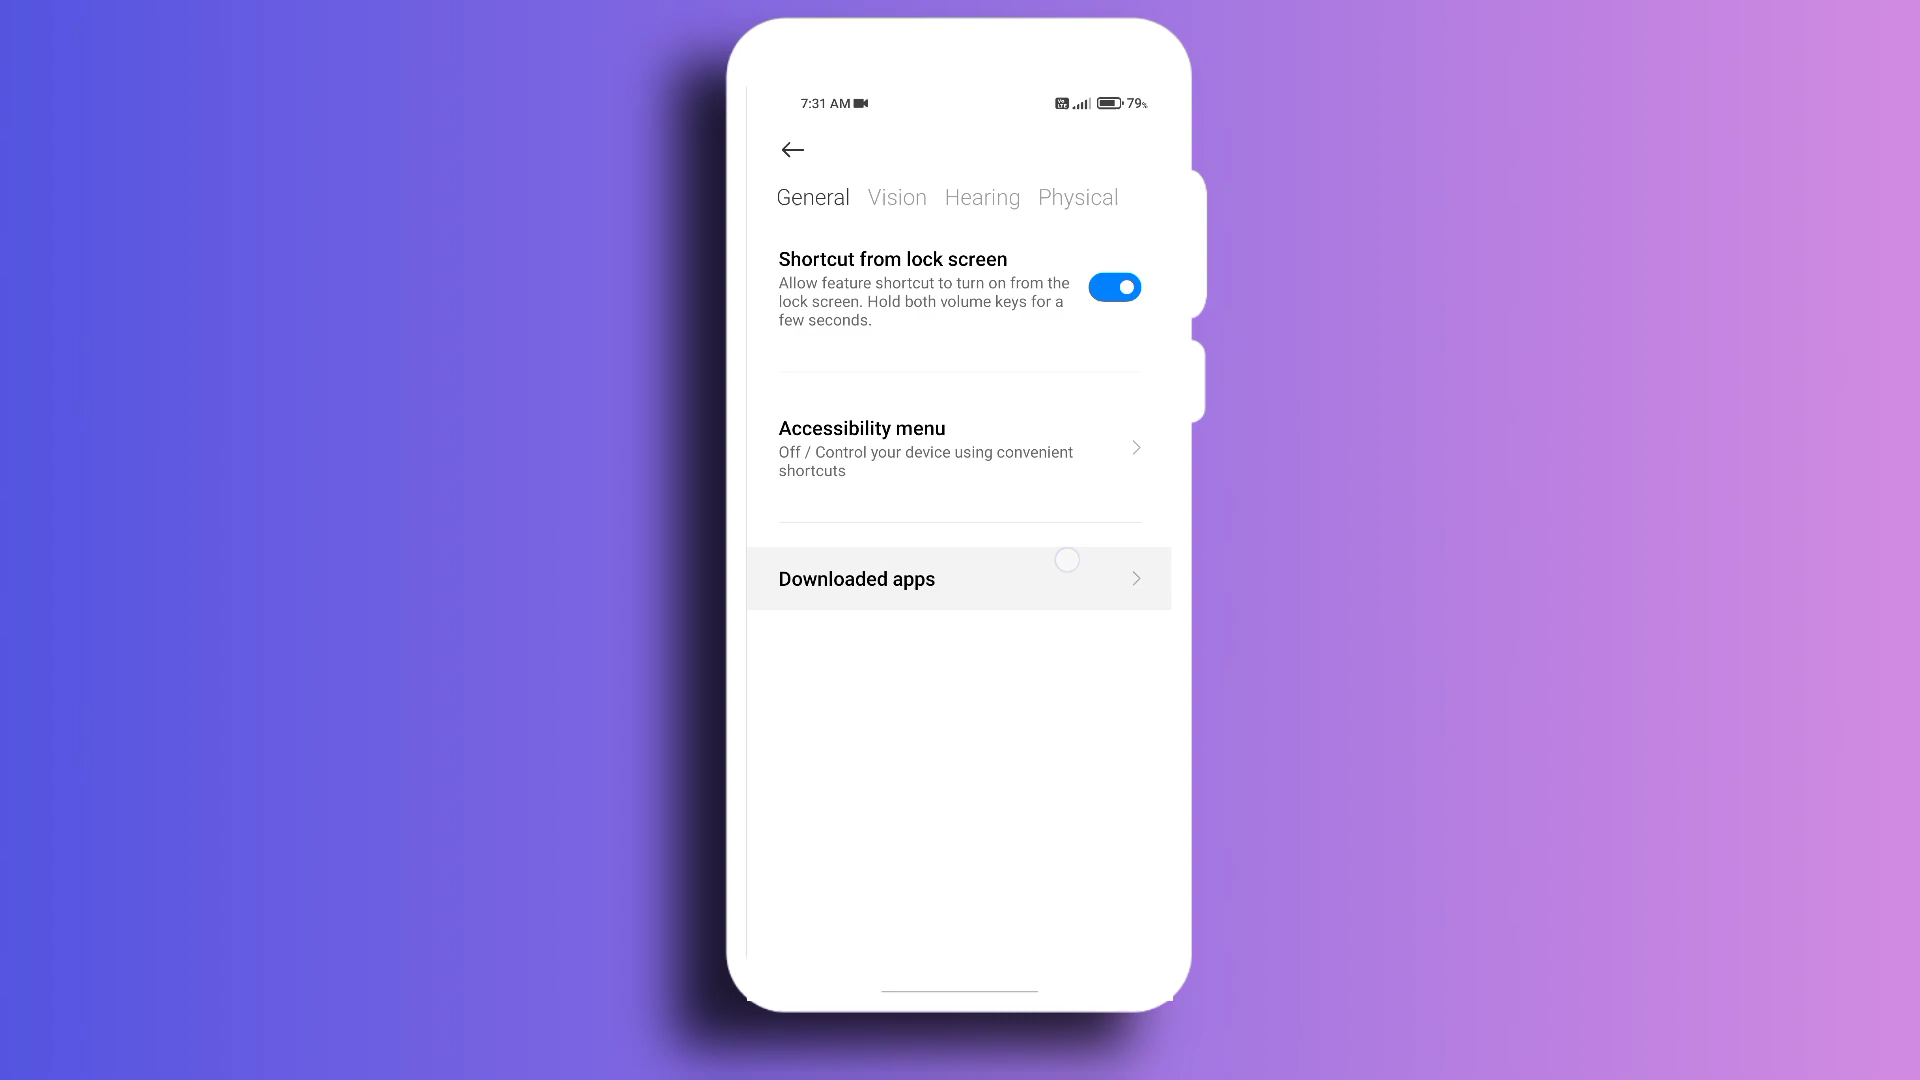 7:31 AM
Vo LTE
79%
General Vision Hearing Physical
Shortcut from lock screen
Allow feature shortcut to turn on from the
lock screen. Hold both volume keys for a
few seconds.
Accessibility menu
Off / Control your device using convenient
shortcuts
Downloaded apps